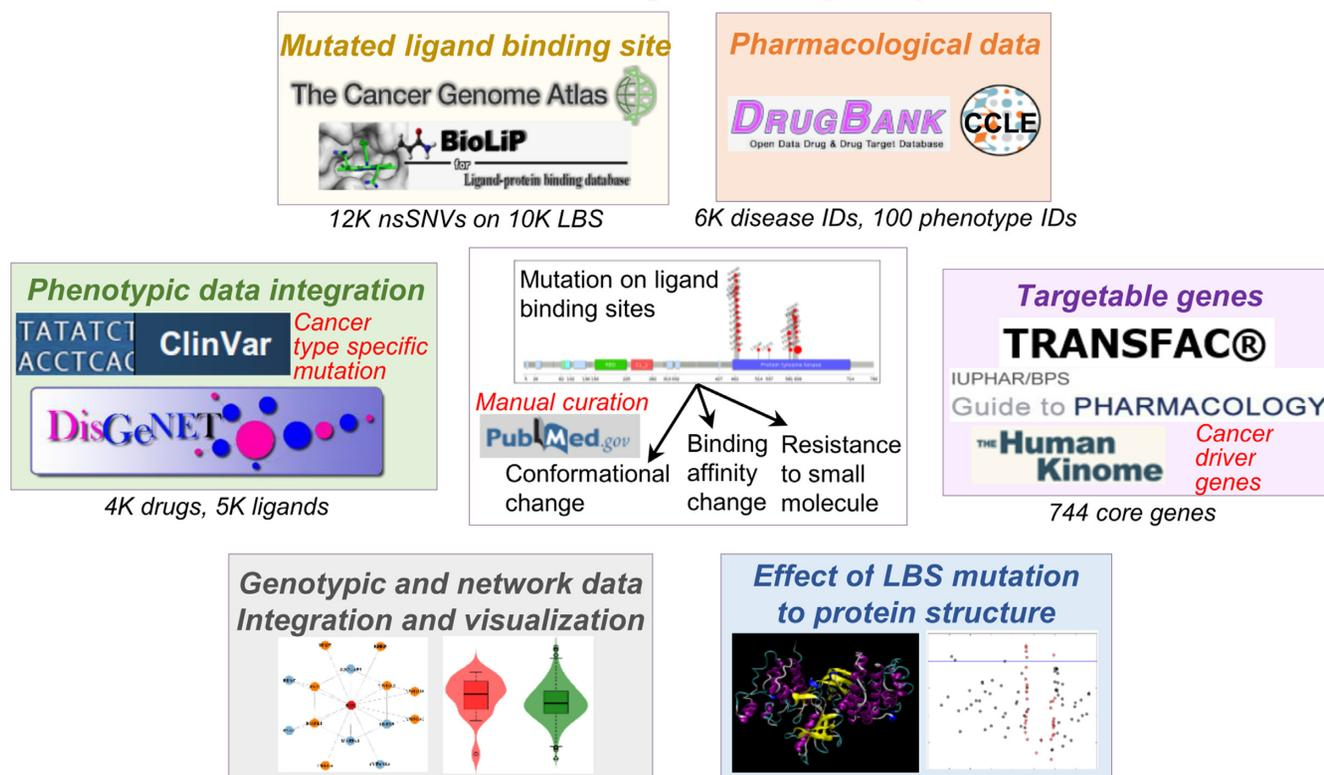 Mutated ligand binding site
The Cancer Genome Atlas
BioLiP
for
Ligand-protein binding database
12K nsSNVs on 10K LBS
Pharmacological data
DRUGBANK
Open Data Drug & Drug Target Database
CCLE
6K disease IDs, 100 phenotype IDs
Phenotypic data integration
TATATCT
ACCTCAC
ClinVar
Cancer
type specific
mutation
DisGeNET
4K drugs, 5K ligands
Mutation on ligand
binding sites
Protein tyrosine kinase
Manual curation
PubMed.gov
Conformational
change
Binding
affinity
change
Resistance
to small
molecule
Targetable genes
TRANSFAC®
IUPHAR/BPS
Guide to PHARMACOLOGY
THE Human
Kinome
Cancer
driver
genes
744 core genes
Genotypic and network data
Integration and visualization
Effect of LBS mutation
to protein structure